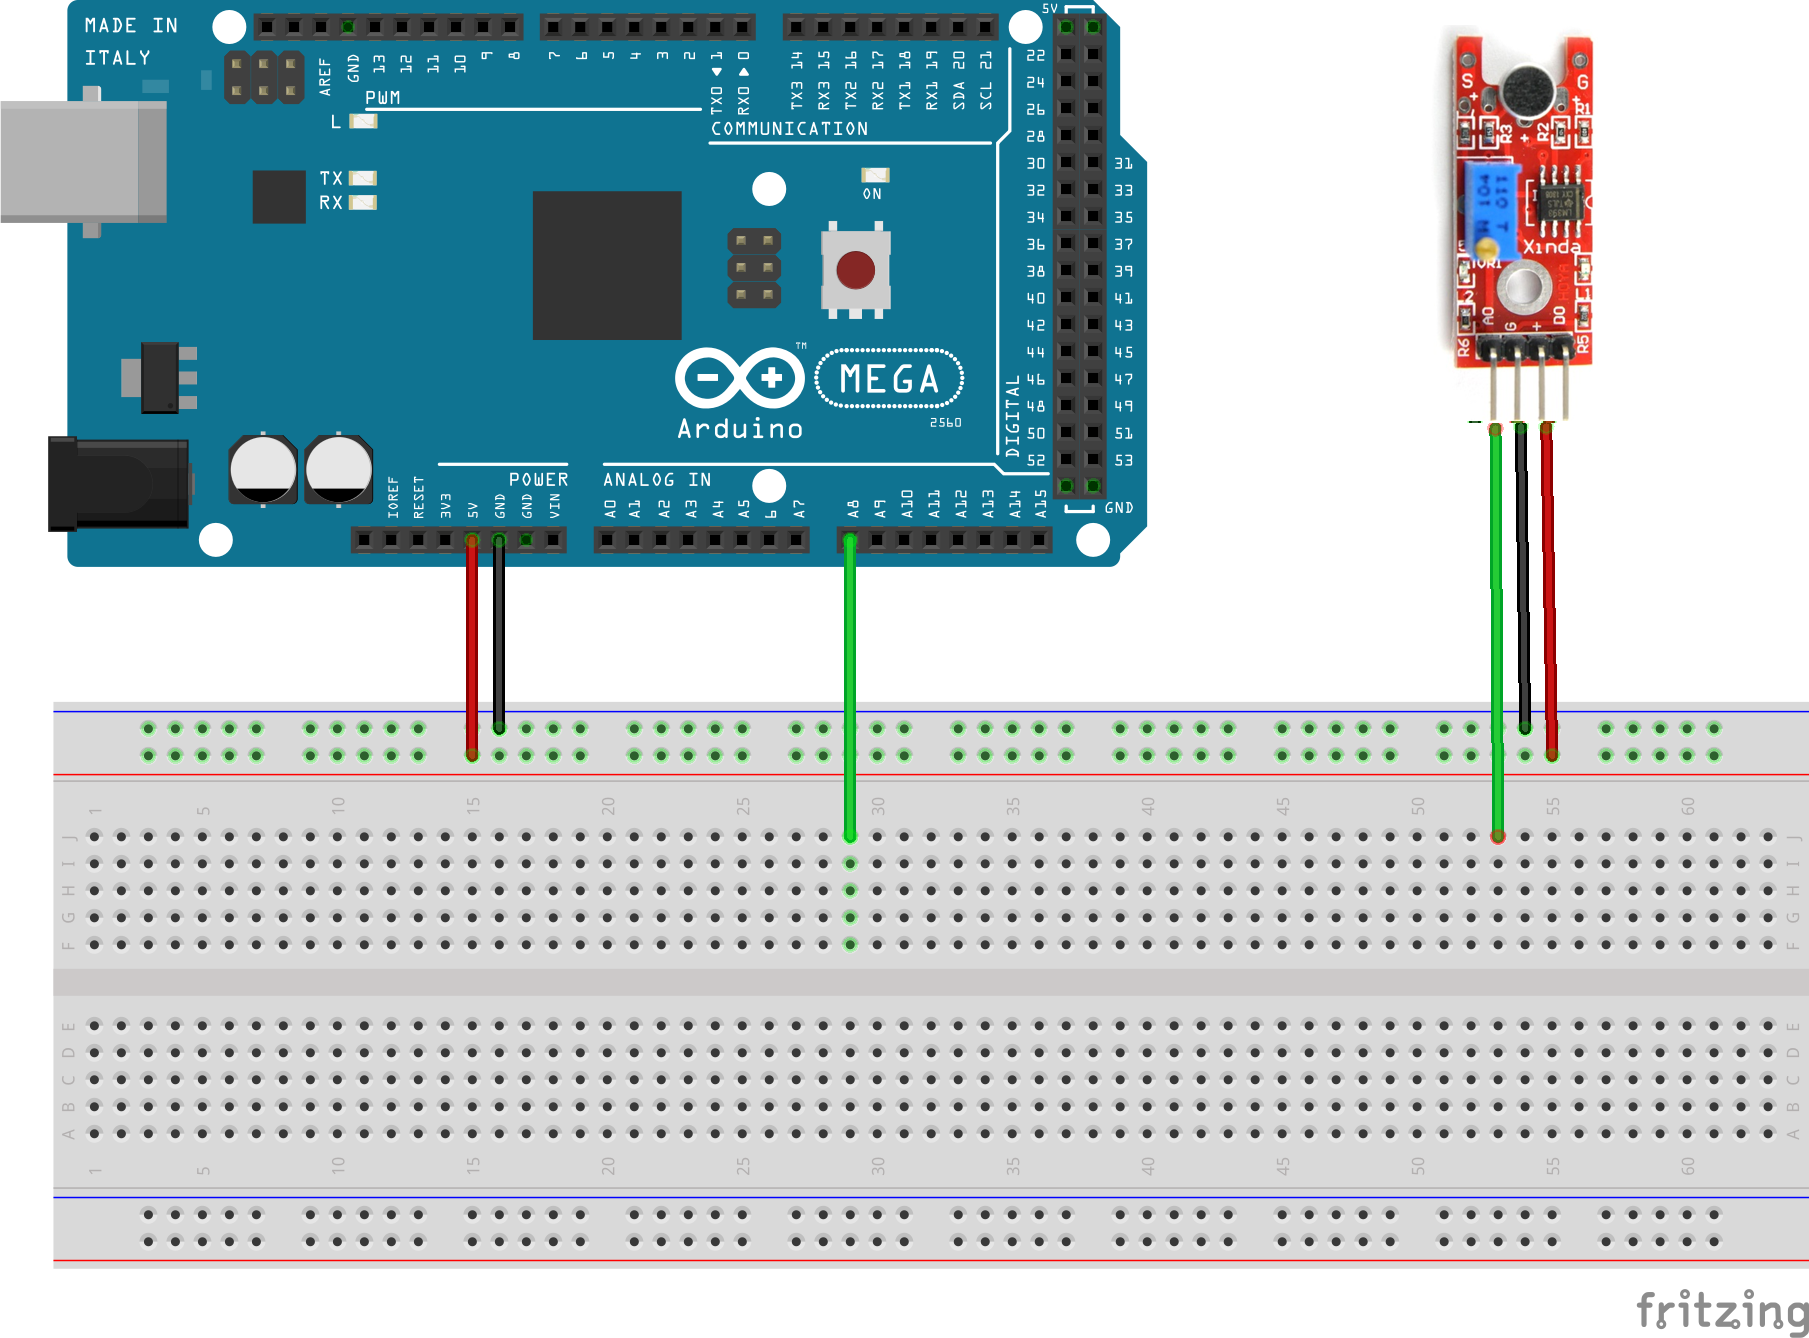 MADE IN
ITALY
AREF
GND
13
12
11
10
9
8
7
6
5
4
3
2
TX0 ◀ 1
RX0 ▶ 0
TX3 14
RX3 15
TX2 16
RX2 17
TX1 18
RX1 19
SDA 20
SCL 21
5V
PWM
COMMUNICATION
L
TX
RX
ON
22
24
26
28
30 31
32 33
34 35
36 37
38 39
40 41
42 43
44 45
46 47
48 49
50 51
52 53
DIGITAL
GND
TM
MEGA
Arduino
2560
POWER
ANALOG IN
IOREF
RESET
3V3
5V
GND
GND
VIN
A0
A1
A2
A3
A4
A5
6
A7
A8
A9
A10
A11
A12
A13
A14
A15
S G
+ +
R3 + R2 R1
W 104
T 011
Xinda
HOYA
L1
A0 G + D0
R6 R5
1 5 10 15 20 25 30 35 40 45 50 55 60
J J
I I
H H
G G
F F
E E
D D
C C
B B
A A
1 5 10 15 20 25 30 35 40 45 50 55 60
fritzing